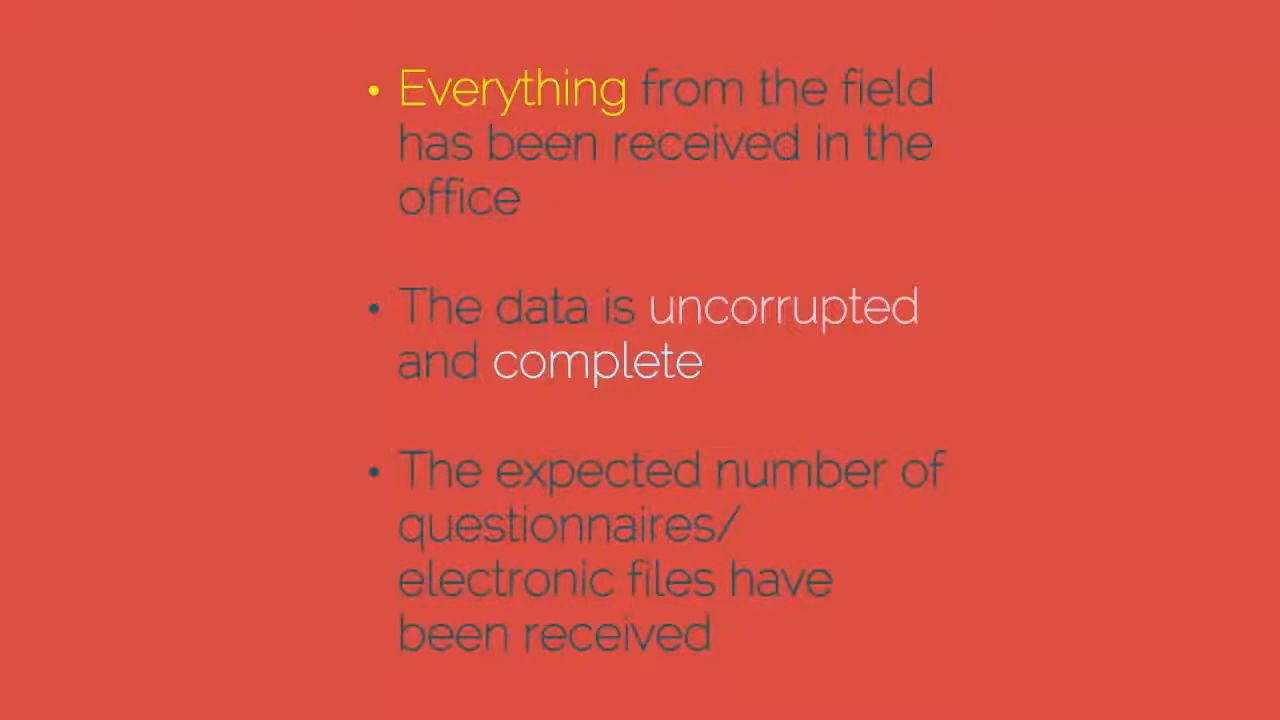 • Everything from the field
has been received in the
office
• The data is uncorrupted
and complete
• The expected number of
questionnaires/
electronic files have
been received